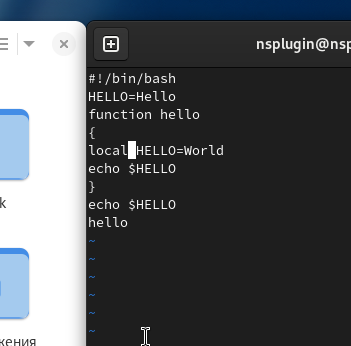 nsplugin@nsp
#!/bin/bash
HELLO=Hello
function hello
{
local HELLO=World
echo $HELLO
}
echo $HELLO
hello
~
~
~
~
~
~
k
жения